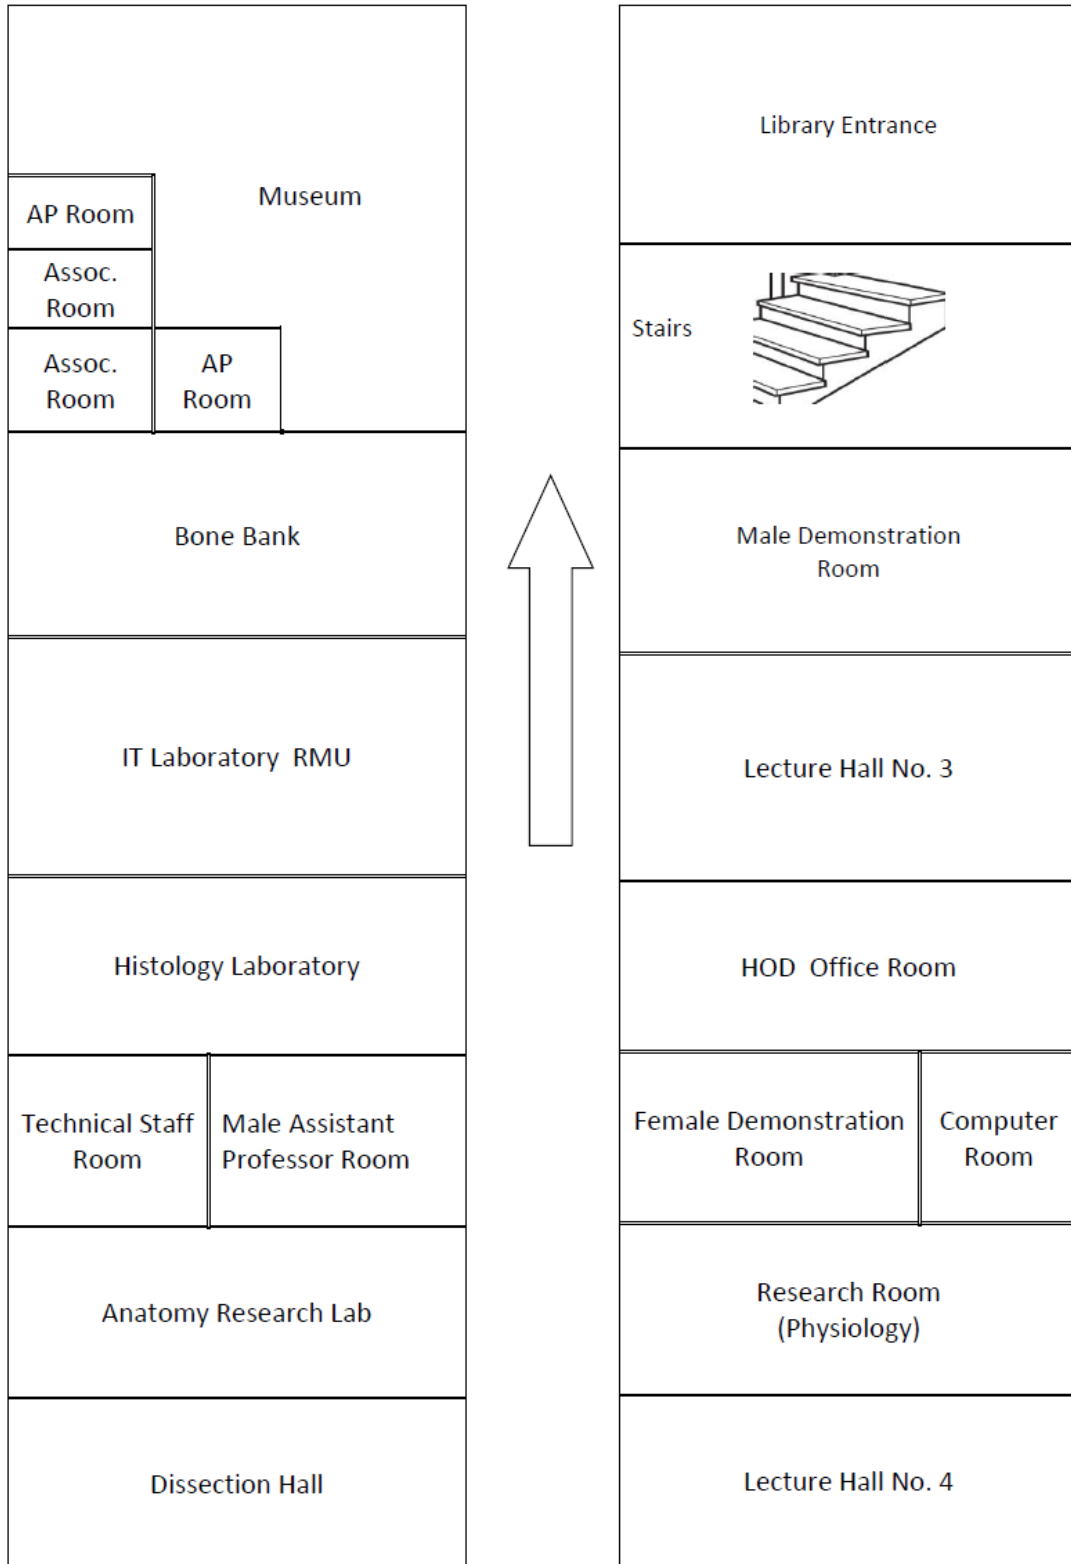 Museum
AP Room
Assoc.
Room
Assoc.
Room
AP
Room
Bone Bank
IT Laboratory  RMU
Histology Laboratory
Technical Staff
Room
Male Assistant
Professor Room
Anatomy Research Lab
Dissection Hall
Library Entrance
Stairs
Male Demonstration
Room
Lecture Hall No. 3
HOD  Office Room
Female Demonstration
Room
Computer
Room
Research Room
(Physiology)
Lecture Hall No. 4